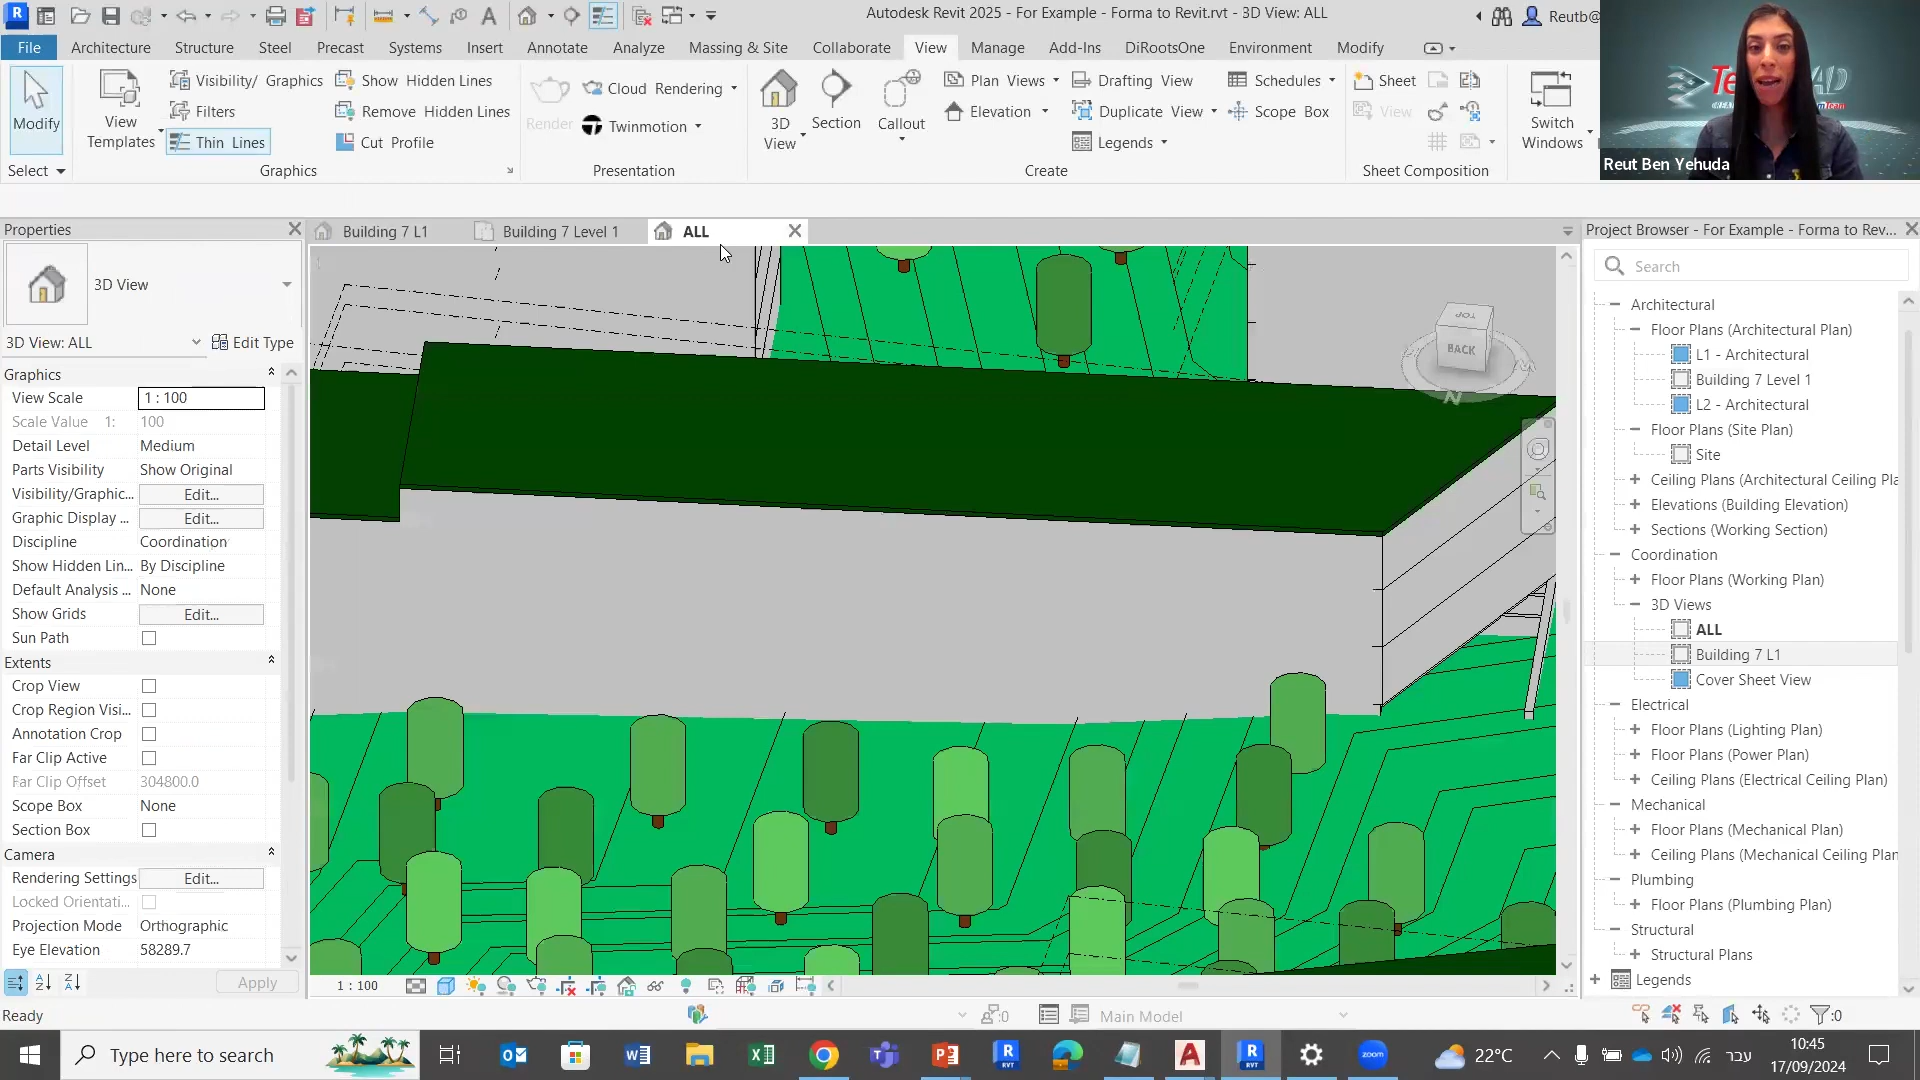 Autodesk Revit 2025 - For Example - Forma to Revit.rvt - 3D View: ALL
Reutb@
File Architecture Structure Steel Precast Systems Insert Annotate Analyze Massing & Site Collaborate View Manage Add-Ins DiRootsOne Environment Modify
Modify
Select
View Templates
Visibility/ Graphics
Filters
Thin Lines
Show Hidden Lines
Remove Hidden Lines
Cut Profile
Graphics
Render
Cloud Rendering
Twinmotion
Presentation
3D View
Section
Callout
Plan Views
Elevation
Drafting View
Duplicate View
Legends
Schedules
Scope Box
Create
Sheet
View
Sheet Composition
Switch Windows
Reut Ben Yehuda
Properties
3D View
3D View: ALL
Edit Type
Graphics
View Scale 1 : 100
Scale Value 1: 100
Detail Level Medium
Parts Visibility Show Original
Visibility/Graphic... Edit...
Graphic Display ... Edit...
Discipline Coordination
Show Hidden Lin... By Discipline
Default Analysis ... None
Show Grids Edit...
Sun Path
Extents
Crop View
Crop Region Visi...
Annotation Crop
Far Clip Active
Far Clip Offset 304800.0
Scope Box None
Section Box
Camera
Rendering Settings Edit...
Locked Orientati...
Projection Mode Orthographic
Eye Elevation 58289.7
Apply
Building 7 L1
Building 7 Level 1
ALL
TOP
BACK
N
1 : 100
Project Browser - For Example - Forma to Rev...
Search
Architectural
Floor Plans (Architectural Plan)
L1 - Architectural
Building 7 Level 1
L2 - Architectural
Floor Plans (Site Plan)
Site
Ceiling Plans (Architectural Ceiling Pla
Elevations (Building Elevation)
Sections (Working Section)
Coordination
Floor Plans (Working Plan)
3D Views
ALL
Building 7 L1
Cover Sheet View
Electrical
Floor Plans (Lighting Plan)
Floor Plans (Power Plan)
Ceiling Plans (Electrical Ceiling Plan)
Mechanical
Floor Plans (Mechanical Plan)
Ceiling Plans (Mechanical Ceiling Plan
Plumbing
Floor Plans (Plumbing Plan)
Structural
Structural Plans
Legends
Ready
:0
Main Model
:0
Type here to search
zoom
22°C
עבר
10:45
17/09/2024